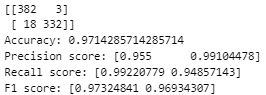 [[382   3]
 [ 18 332]]
Accuracy: 0.9714285714285714
Precision score: [0.955      0.99104478]
Recall score: [0.99220779 0.94857143]
F1 score: [0.97324841 0.96934307]